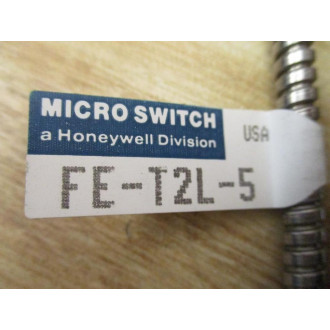 MICRO SWITCH
a Honeywell Division
USA
FE-T2L-5